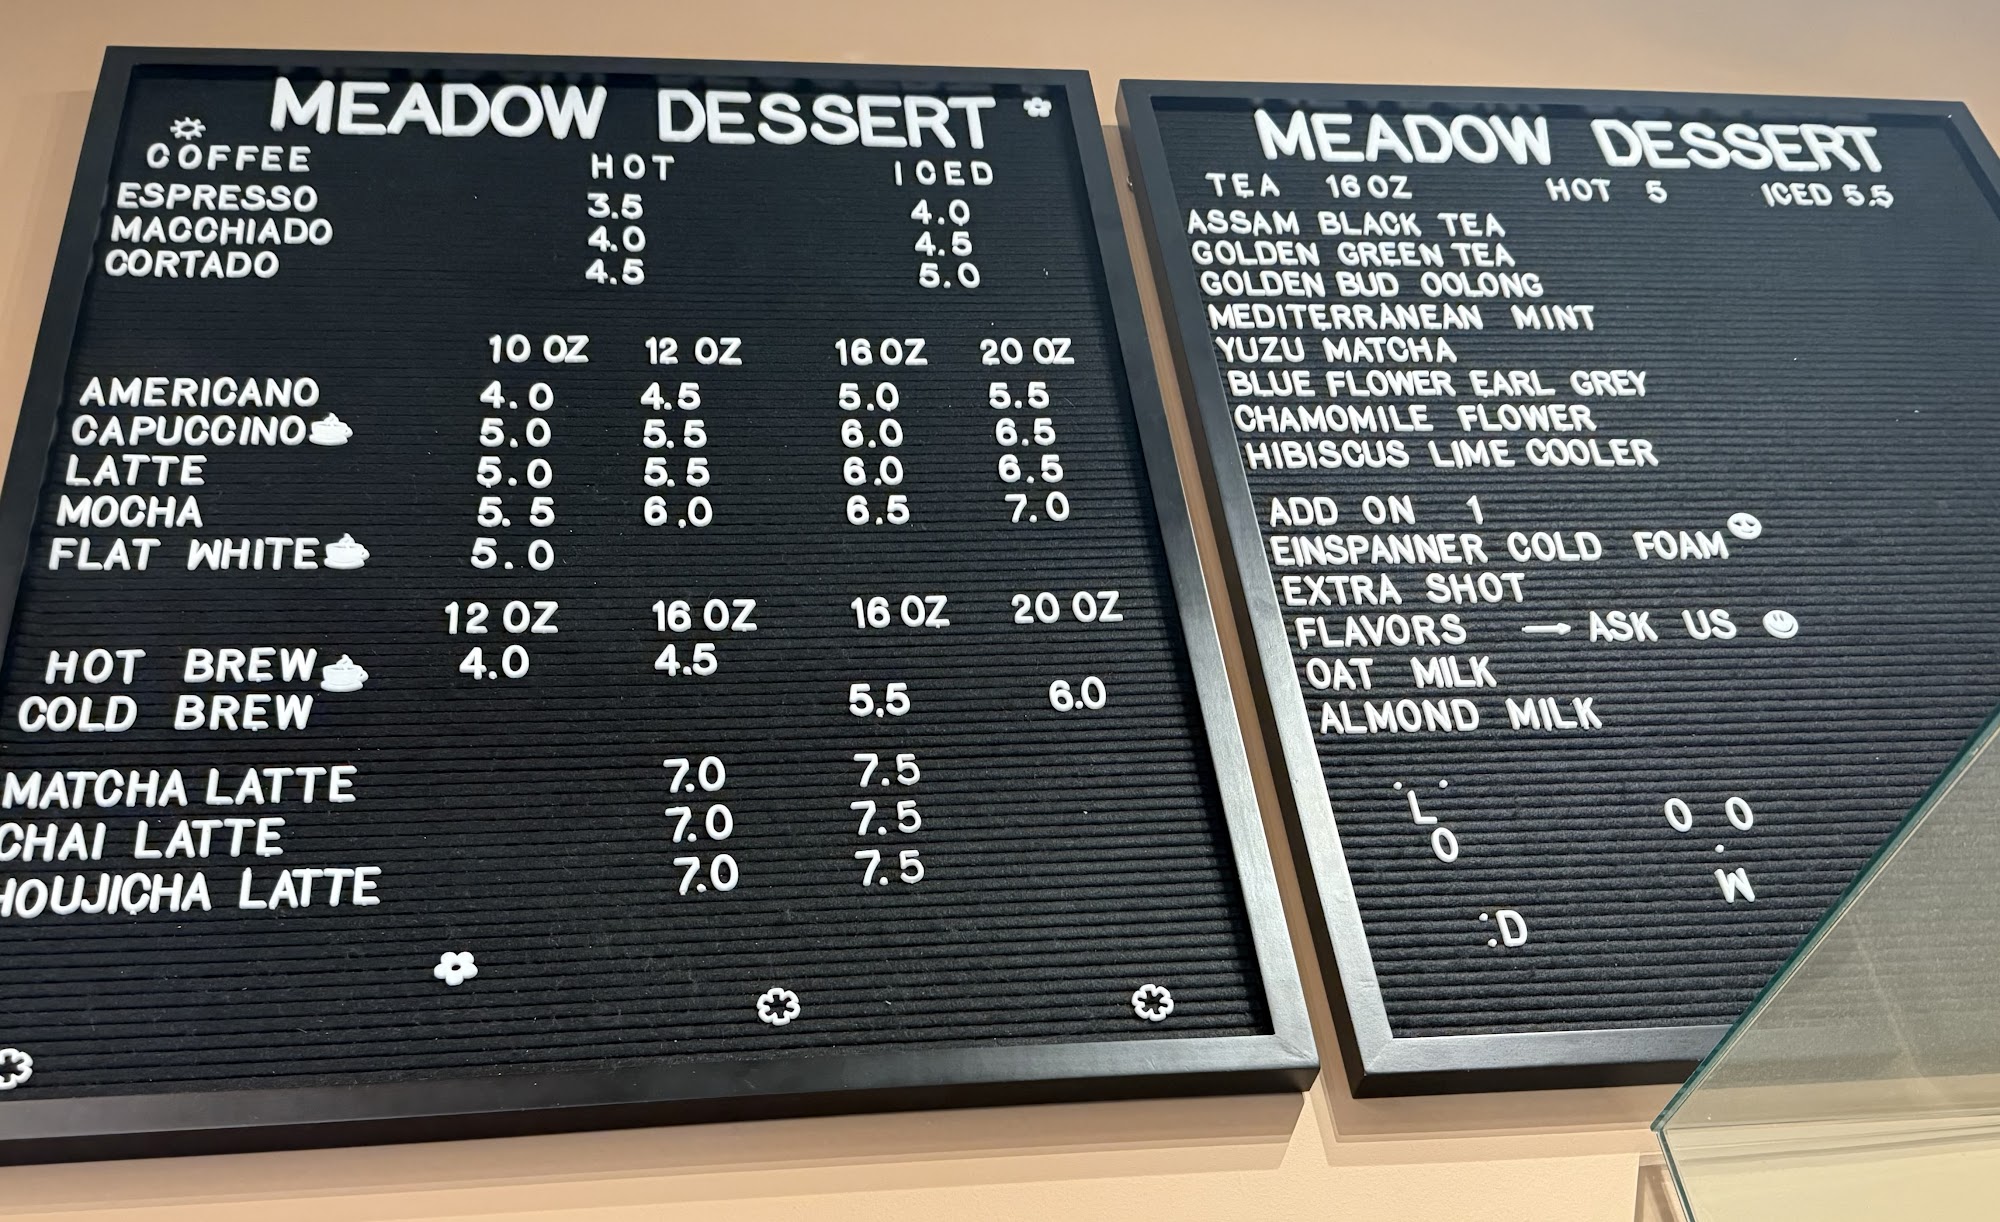 MEADOW DESSERT
COFFEE HOT ICED
ESPRESSO 3.5 4.0
MACCHIADO 4.0 4.5
CORTADO 4.5 5.0
10 OZ 12 OZ 16 OZ 20 OZ
AMERICANO 4.0 4.5 5.0 5.5
CAPUCCINO 5.0 5.5 6.0 6.5
LATTE 5.0 5.5 6.0 6.5
MOCHA 5.5 6.0 6.5 7.0
FLAT WHITE 5.0
12 OZ 16 OZ 16 OZ 20 OZ
HOT BREW 4.0 4.5
COLD BREW 5.5 6.0
MATCHA LATTE 7.0 7.5
CHAI LATTE 7.0 7.5
HOUJICHA LATTE 7.0 7.5
MEADOW DESSERT
TEA 16 OZ HOT 5 ICED 5.5
ASSAM BLACK TEA
GOLDEN GREEN TEA
GOLDEN BUD OOLONG
MEDITERRANEAN MINT
YUZU MATCHA
BLUE FLOWER EARL GREY
CHAMOMILE FLOWER
HIBISCUS LIME COOLER
ADD ON 1
EINSPANNER COLD FOAM
EXTRA SHOT
FLAVORS → ASK US
OAT MILK
ALMOND MILK
. .
L O O
O .
W
:D